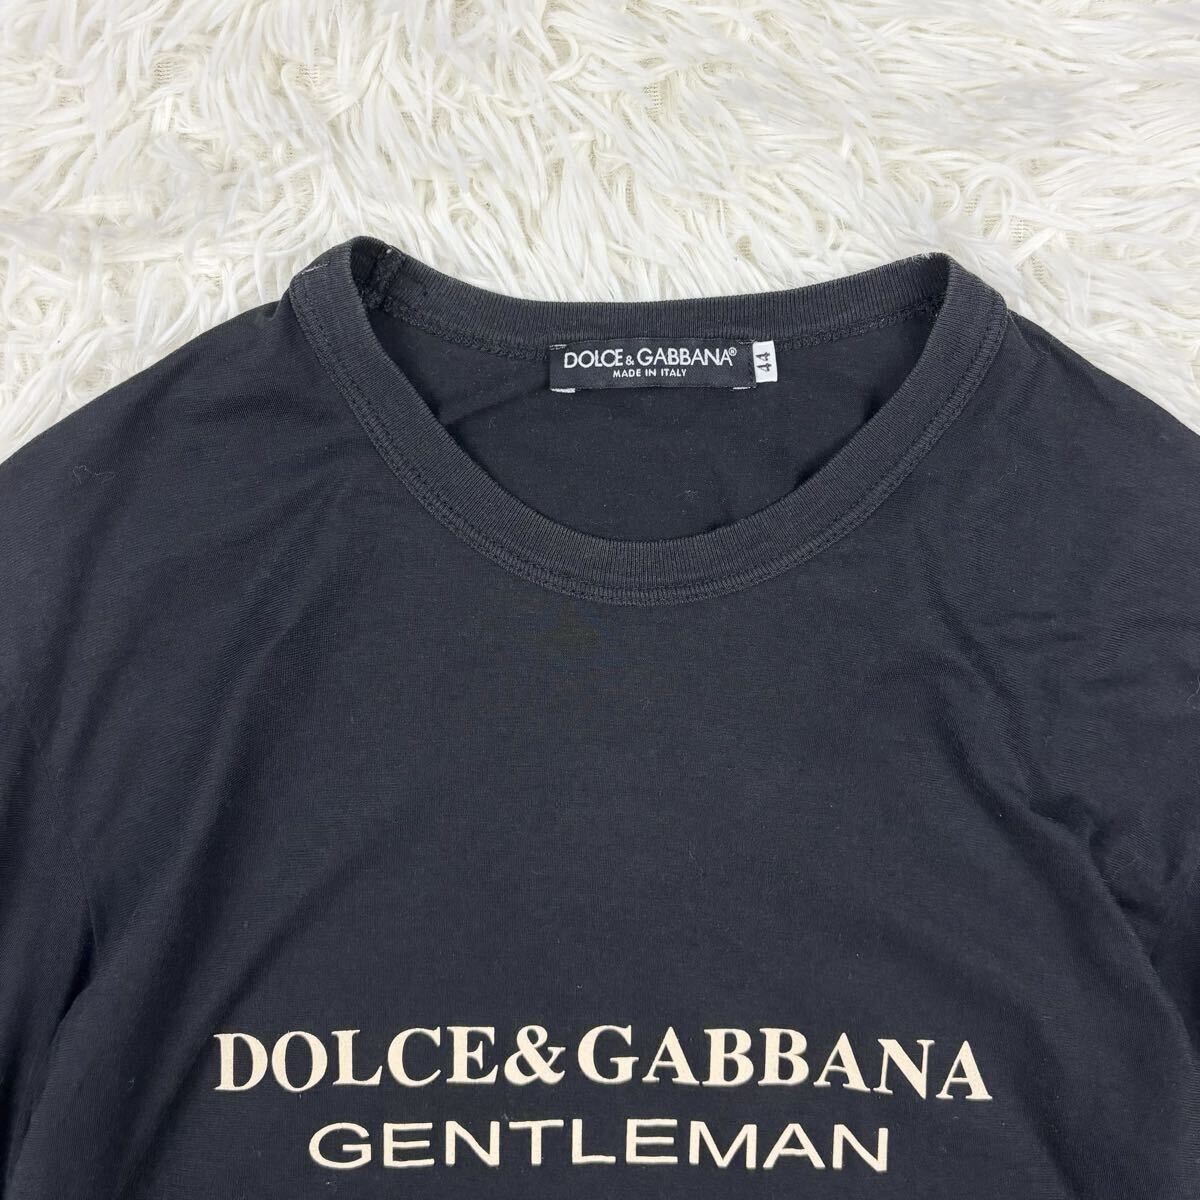 DOLCE & GABBANA®
MADE IN ITALY
44
DOLCE&GABBANA
GENTLEMAN